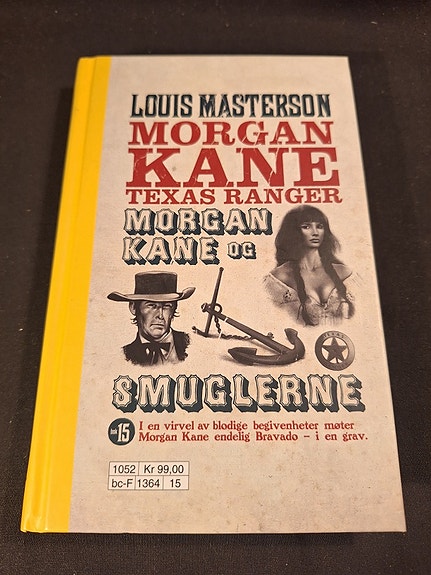 LOUIS MASTERSON
MORGAN
KANE
TEXAS RANGER
MORGAN
KANE OG
SMUGLERNE
15 I en virvel av blodige begivenheter møter
Morgan Kane endelig Bravado – i en grav.
1052 Kr 99,00
bc-F 1364 15